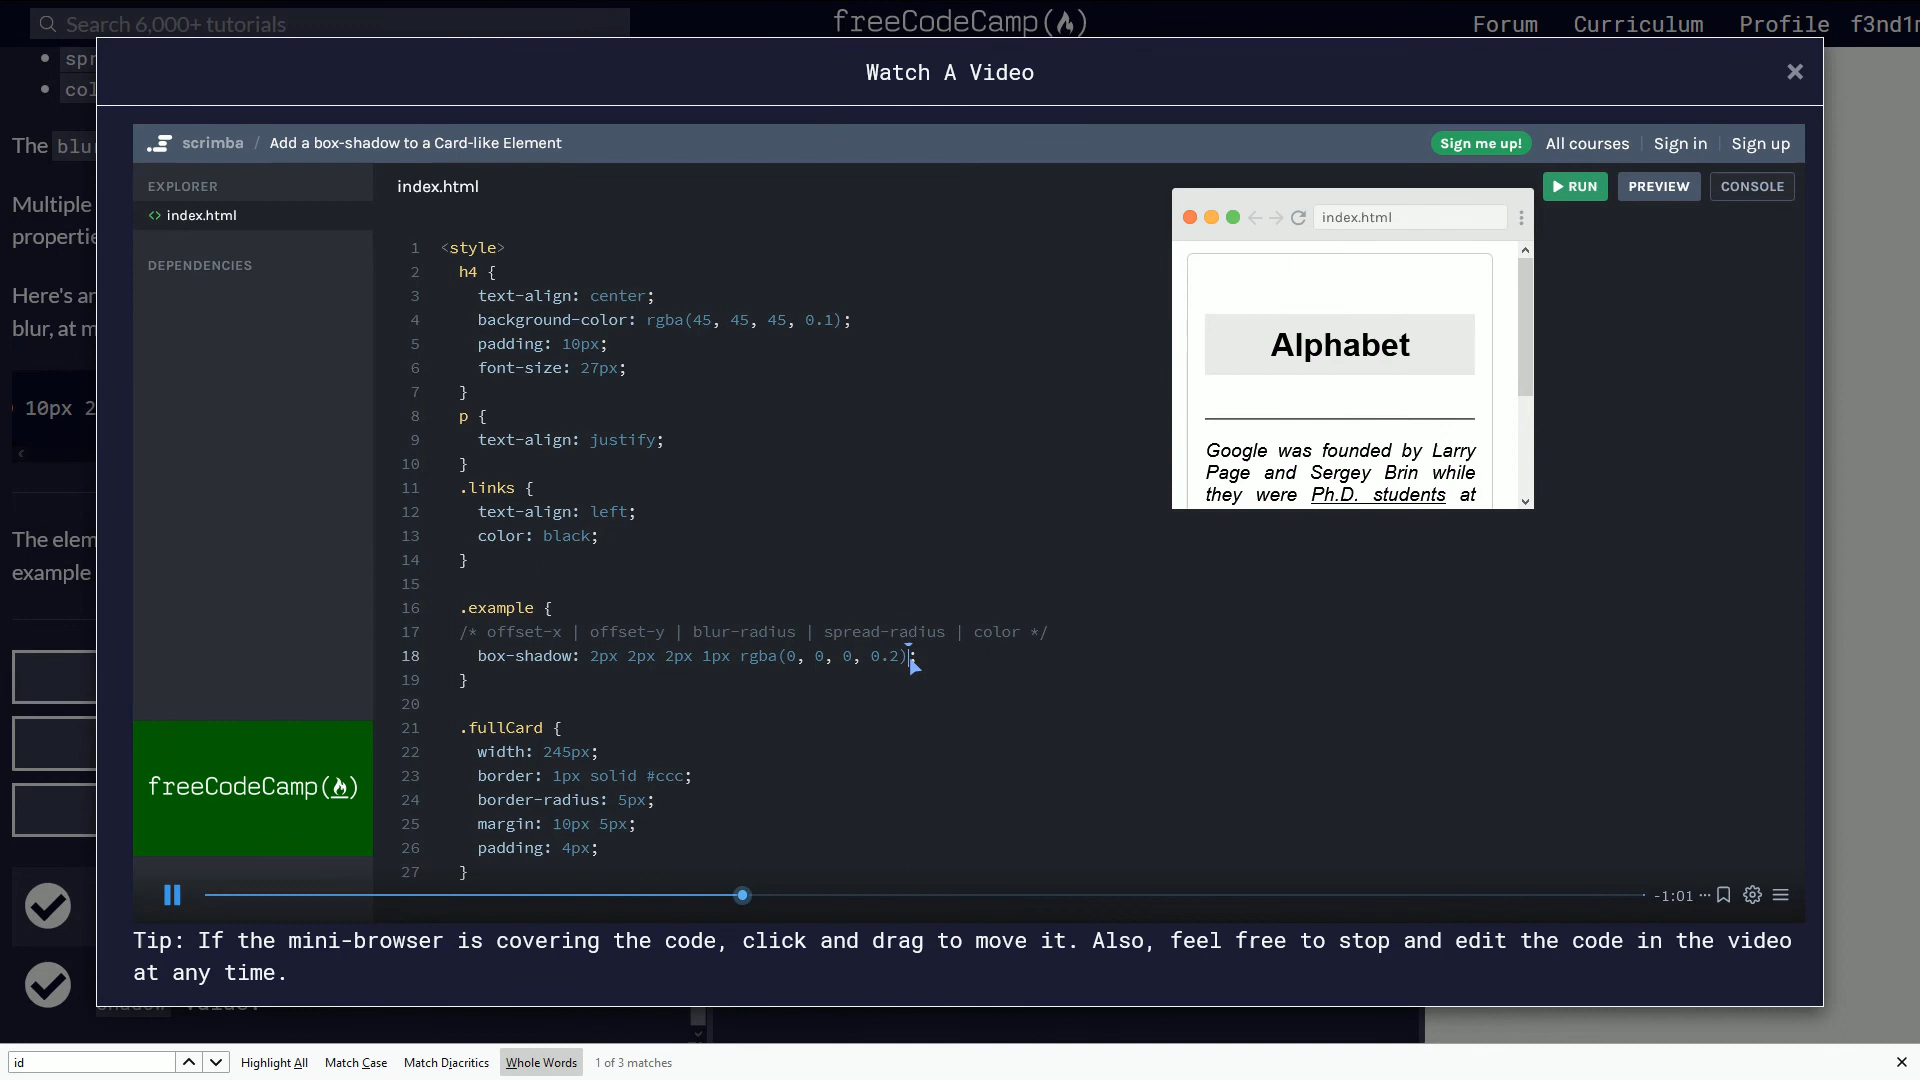 Search 6,000+ tutorials
freeCodeCamp
Forum
Curriculum
Profile
Watch A Video
The
Multiple
Here's an
blur, at m
10px 2
The elem
example
scrimba / Add a box-shadow to a Card-like Element
Sign me up!
All courses
Sign in
Sign up
EXPLORER
index.html
DEPENDENCIES
index.html
RUN
PREVIEW
CONSOLE
1 <style>
2 h4 {
3 text-align: center;
4 background-color: rgba(45, 45, 45, 0.1);
5 padding: 10px;
6 font-size: 27px;
7 }
8 p {
9 text-align: justify;
10 }
11 .links {
12 text-align: left;
13 color: black;
14 }
15
16 .example {
17 /* offset-x | offset-y | blur-radius | spread-radius | color */
18 box-shadow: 2px 2px 2px 1px rgba(0, 0, 0, 0.2);
19 }
20
21 .fullCard {
22 width: 245px;
23 border: 1px solid #ccc;
24 border-radius: 5px;
25 margin: 10px 5px;
26 padding: 4px;
27 }
index.html
Alphabet
Google was founded by Larry
Page and Sergey Brin while
they were Ph.D. students at
freeCodeCamp
-1:01
Tip: If the mini-browser is covering the code, click and drag to move it. Also, feel free to stop and edit the code in the video
at any time.
id
Highlight All
Match Case
Match Diacritics
Whole Words
1 of 3 matches